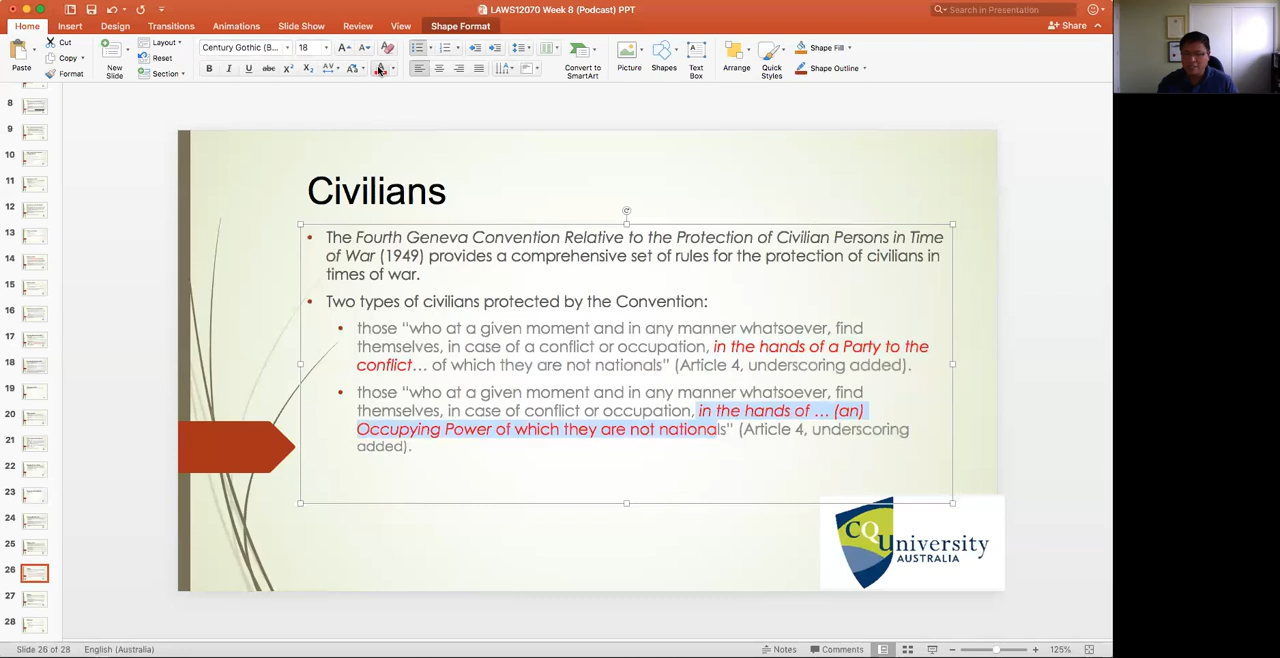 LAWS12070 Week 8 (Podcast) PPT
Search in Presentation
Home Insert Design Transitions Animations Slide Show Review View Shape Format
Share
Paste
Cut
Copy
Format
New
Slide
Layout
Reset
Section
Century Gothic (B... 18
Convert to
SmartArt
Picture
Shapes
Text
Box
Arrange
Quick
Styles
Shape Fill
Shape Outline
8
9
10
11
12
13
14
15
16
17
18
19
20
21
22
23
24
25
26
27
28
Civilians
• The Fourth Geneva Convention Relative to the Protection of Civilian Persons in Time
of War (1949) provides a comprehensive set of rules for the protection of civilians in
times of war.
• Two types of civilians protected by the Convention:
• those "who at a given moment and in any manner whatsoever, find
themselves, in case of a conflict or occupation, in the hands of a Party to the
conflict… of which they are not nationals" (Article 4, underscoring added).
• those "who at a given moment and in any manner whatsoever, find
themselves, in case of conflict or occupation, in the hands of … (an)
Occupying Power of which they are not nationals" (Article 4, underscoring
added).
CQUniversity
AUSTRALIA
Slide 26 of 28 English (Australia) Notes Comments 125%